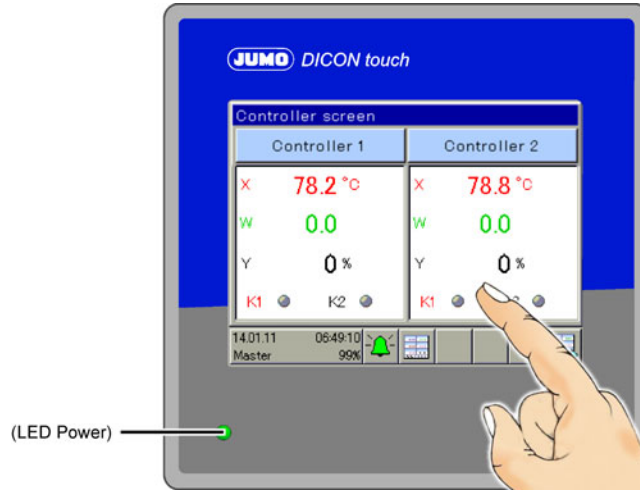 JUMO DICON touch
Controller screen
Controller 1 Controller 2
X 78.2 °C X 78.8 °C
W 0.0 W 0.0
Y 0 % Y 0 %
K1 K2 K1 2
14.01.11 06:49:10
Master 99%
(LED Power)